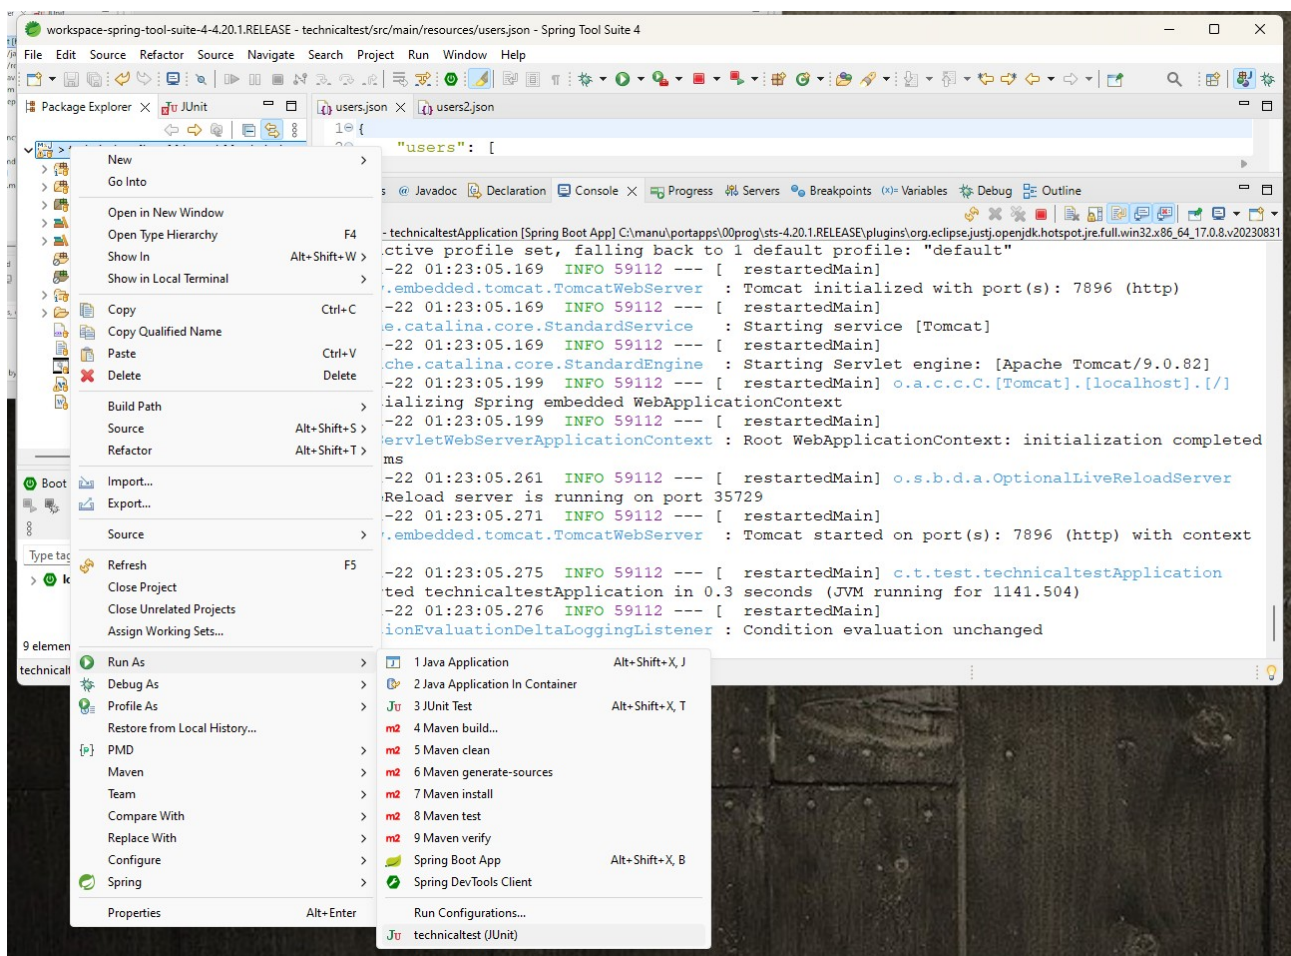 workspace-spring-tool-suite-4-4.20.1.RELEASE - technicaltest/src/main/resources/users.json - Spring Tool Suite 4
File Edit Source Refactor Source Navigate Search Project Run Window Help
Package Explorer JUnit users.json users2.json
1 {
"users": [
@ Javadoc Declaration Console Progress Servers Breakpoints (x)= Variables Debug Outline
- technicaltestApplication [Spring Boot App] C:\manu\portapps\00prog\sts-4.20.1.RELEASE\plugins\org.eclipse.justj.openjdk.hotspot.jre.full.win32.x86_64_17.0.8.v20230831
ctive profile set, falling back to 1 default profile: "default"
-22 01:23:05.169 INFO 59112 --- [ restartedMain]
.embedded.tomcat.TomcatWebServer : Tomcat initialized with port(s): 7896 (http)
-22 01:23:05.169 INFO 59112 --- [ restartedMain]
e.catalina.core.StandardService : Starting service [Tomcat]
-22 01:23:05.169 INFO 59112 --- [ restartedMain]
che.catalina.core.StandardEngine : Starting Servlet engine: [Apache Tomcat/9.0.82]
-22 01:23:05.199 INFO 59112 --- [ restartedMain] o.a.c.c.C.[Tomcat].[localhost].[/]
ializing Spring embedded WebApplicationContext
-22 01:23:05.199 INFO 59112 --- [ restartedMain]
ServletWebServerApplicationContext : Root WebApplicationContext: initialization completed
ms
-22 01:23:05.261 INFO 59112 --- [ restartedMain] o.s.b.d.a.OptionalLiveReloadServer
Reload server is running on port 35729
-22 01:23:05.271 INFO 59112 --- [ restartedMain]
.embedded.tomcat.TomcatWebServer : Tomcat started on port(s): 7896 (http) with context
-22 01:23:05.275 INFO 59112 --- [ restartedMain] c.t.test.technicaltestApplication
ted technicaltestApplication in 0.3 seconds (JVM running for 1141.504)
-22 01:23:05.276 INFO 59112 --- [ restartedMain]
ionEvaluationDeltaLoggingListener : Condition evaluation unchanged
Boot
Type tag
9 elemen
technicalt
New
Go Into
Open in New Window
Open Type Hierarchy F4
Show In Alt+Shift+W
Show in Local Terminal
Copy Ctrl+C
Copy Qualified Name
Paste Ctrl+V
Delete Delete
Build Path
Source Alt+Shift+S
Refactor Alt+Shift+T
Import...
Export...
Source
Refresh F5
Close Project
Close Unrelated Projects
Assign Working Sets...
Run As
Debug As
Profile As
Restore from Local History...
PMD
Maven
Team
Compare With
Replace With
Configure
Spring
Properties Alt+Enter
1 Java Application Alt+Shift+X, J
2 Java Application In Container
3 JUnit Test Alt+Shift+X, T
m2 4 Maven build...
m2 5 Maven clean
m2 6 Maven generate-sources
m2 7 Maven install
m2 8 Maven test
m2 9 Maven verify
Spring Boot App Alt+Shift+X, B
Spring DevTools Client
Run Configurations...
technicaltest (JUnit)